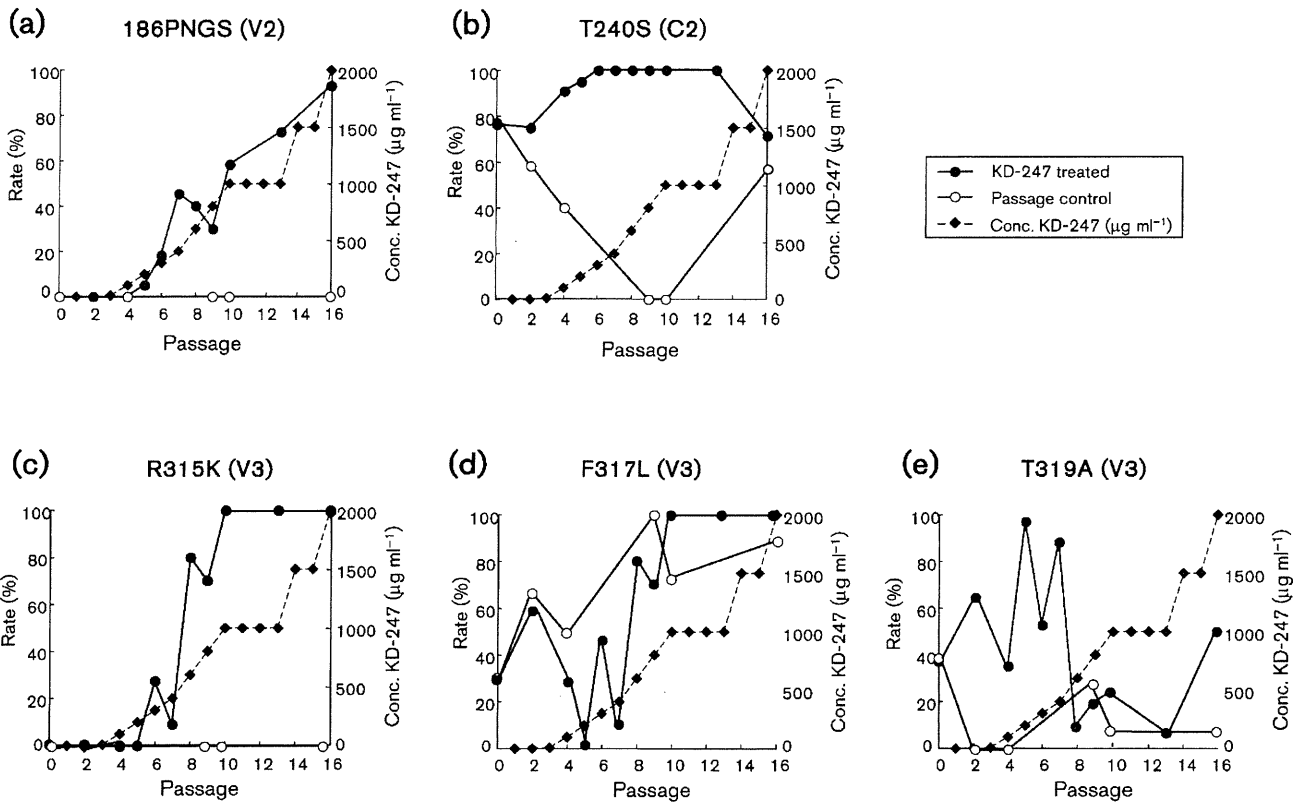 (a)
186PNGS (V2)
100
80
60
40
20
0
Rate (%)
2000
1500
1000
500
0
Conc. KD-247 (µg ml⁻¹)
0 2 4 6 8 10 12 14 16
Passage
(b)
T240S (C2)
100
80
60
40
20
0
Rate (%)
2000
1500
1000
500
0
Conc. KD-247 (µg ml⁻¹)
0 2 4 6 8 10 12 14 16
Passage
KD-247 treated
Passage control
Conc. KD-247 (µg ml⁻¹)
(c)
R315K (V3)
100
80
60
40
20
0
Rate (%)
2000
1500
1000
500
0
Conc. KD-247 (µg ml⁻¹)
0 2 4 6 8 10 12 14 16
Passage
(d)
F317L (V3)
100
80
60
40
20
0
Rate (%)
2000
1500
1000
500
0
Conc. KD-247 (µg ml⁻¹)
0 2 4 6 8 10 12 14 16
Passage
(e)
T319A (V3)
100
80
60
40
20
0
Rate (%)
2000
1500
1000
500
0
Conc. KD-247 (µg ml⁻¹)
0 2 4 6 8 10 12 14 16
Passage